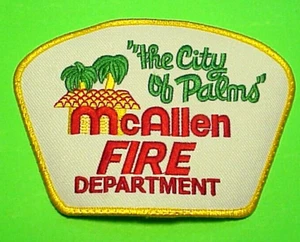 "The City
of Palms"
McAllen
FIRE
DEPARTMENT